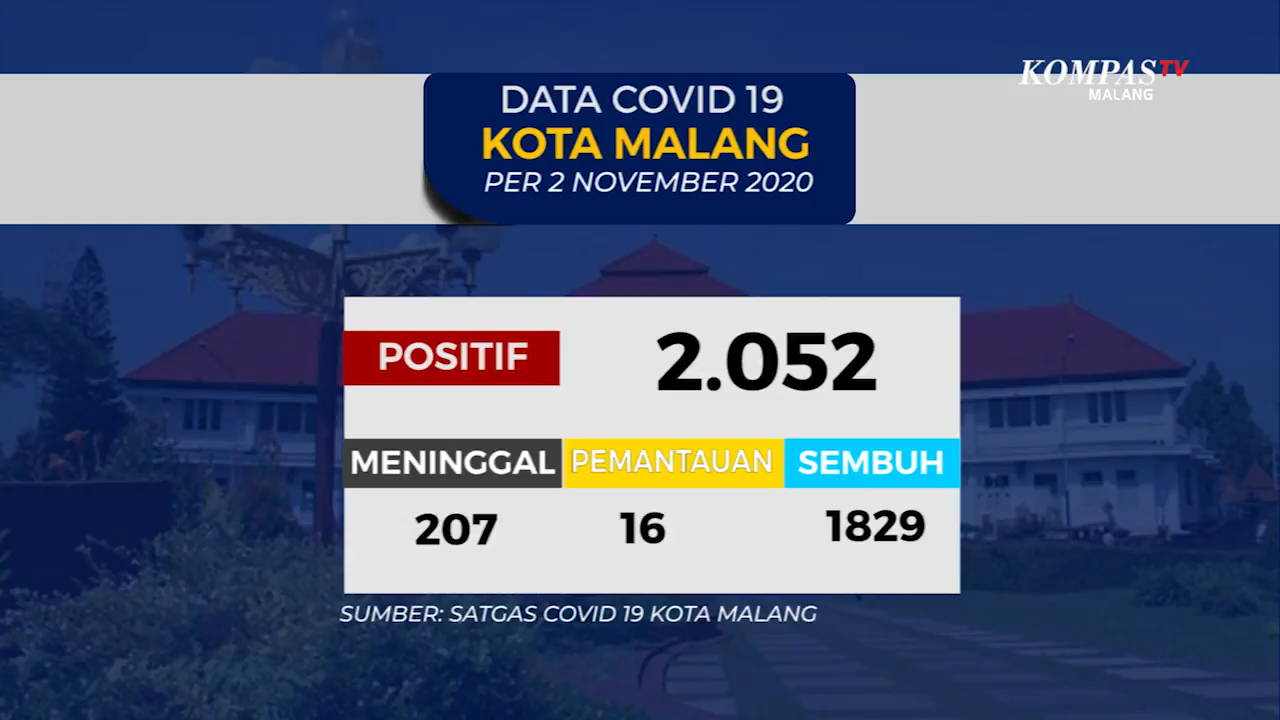 KOMPASTV
MALANG
DATA COVID 19
KOTA MALANG
PER 2 NOVEMBER 2020
POSITIF 2.052
MENINGGAL PEMANTAUAN SEMBUH
207 16 1829
SUMBER: SATGAS COVID 19 KOTA MALANG